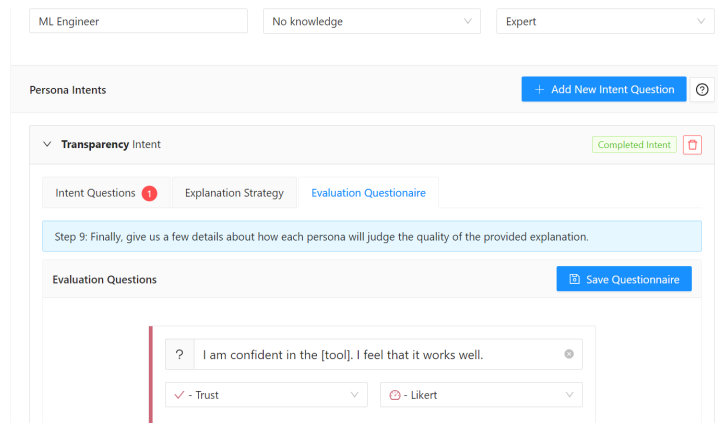 ML Engineer No knowledge Expert
Persona Intents + Add New Intent Question
Transparency Intent Completed Intent
Intent Questions 1 Explanation Strategy Evaluation Questionaire
Step 9: Finally, give us a few details about how each persona will judge the quality of the provided explanation.
Evaluation Questions Save Questionnaire
? I am confident in the [tool]. I feel that it works well.
- Trust - Likert